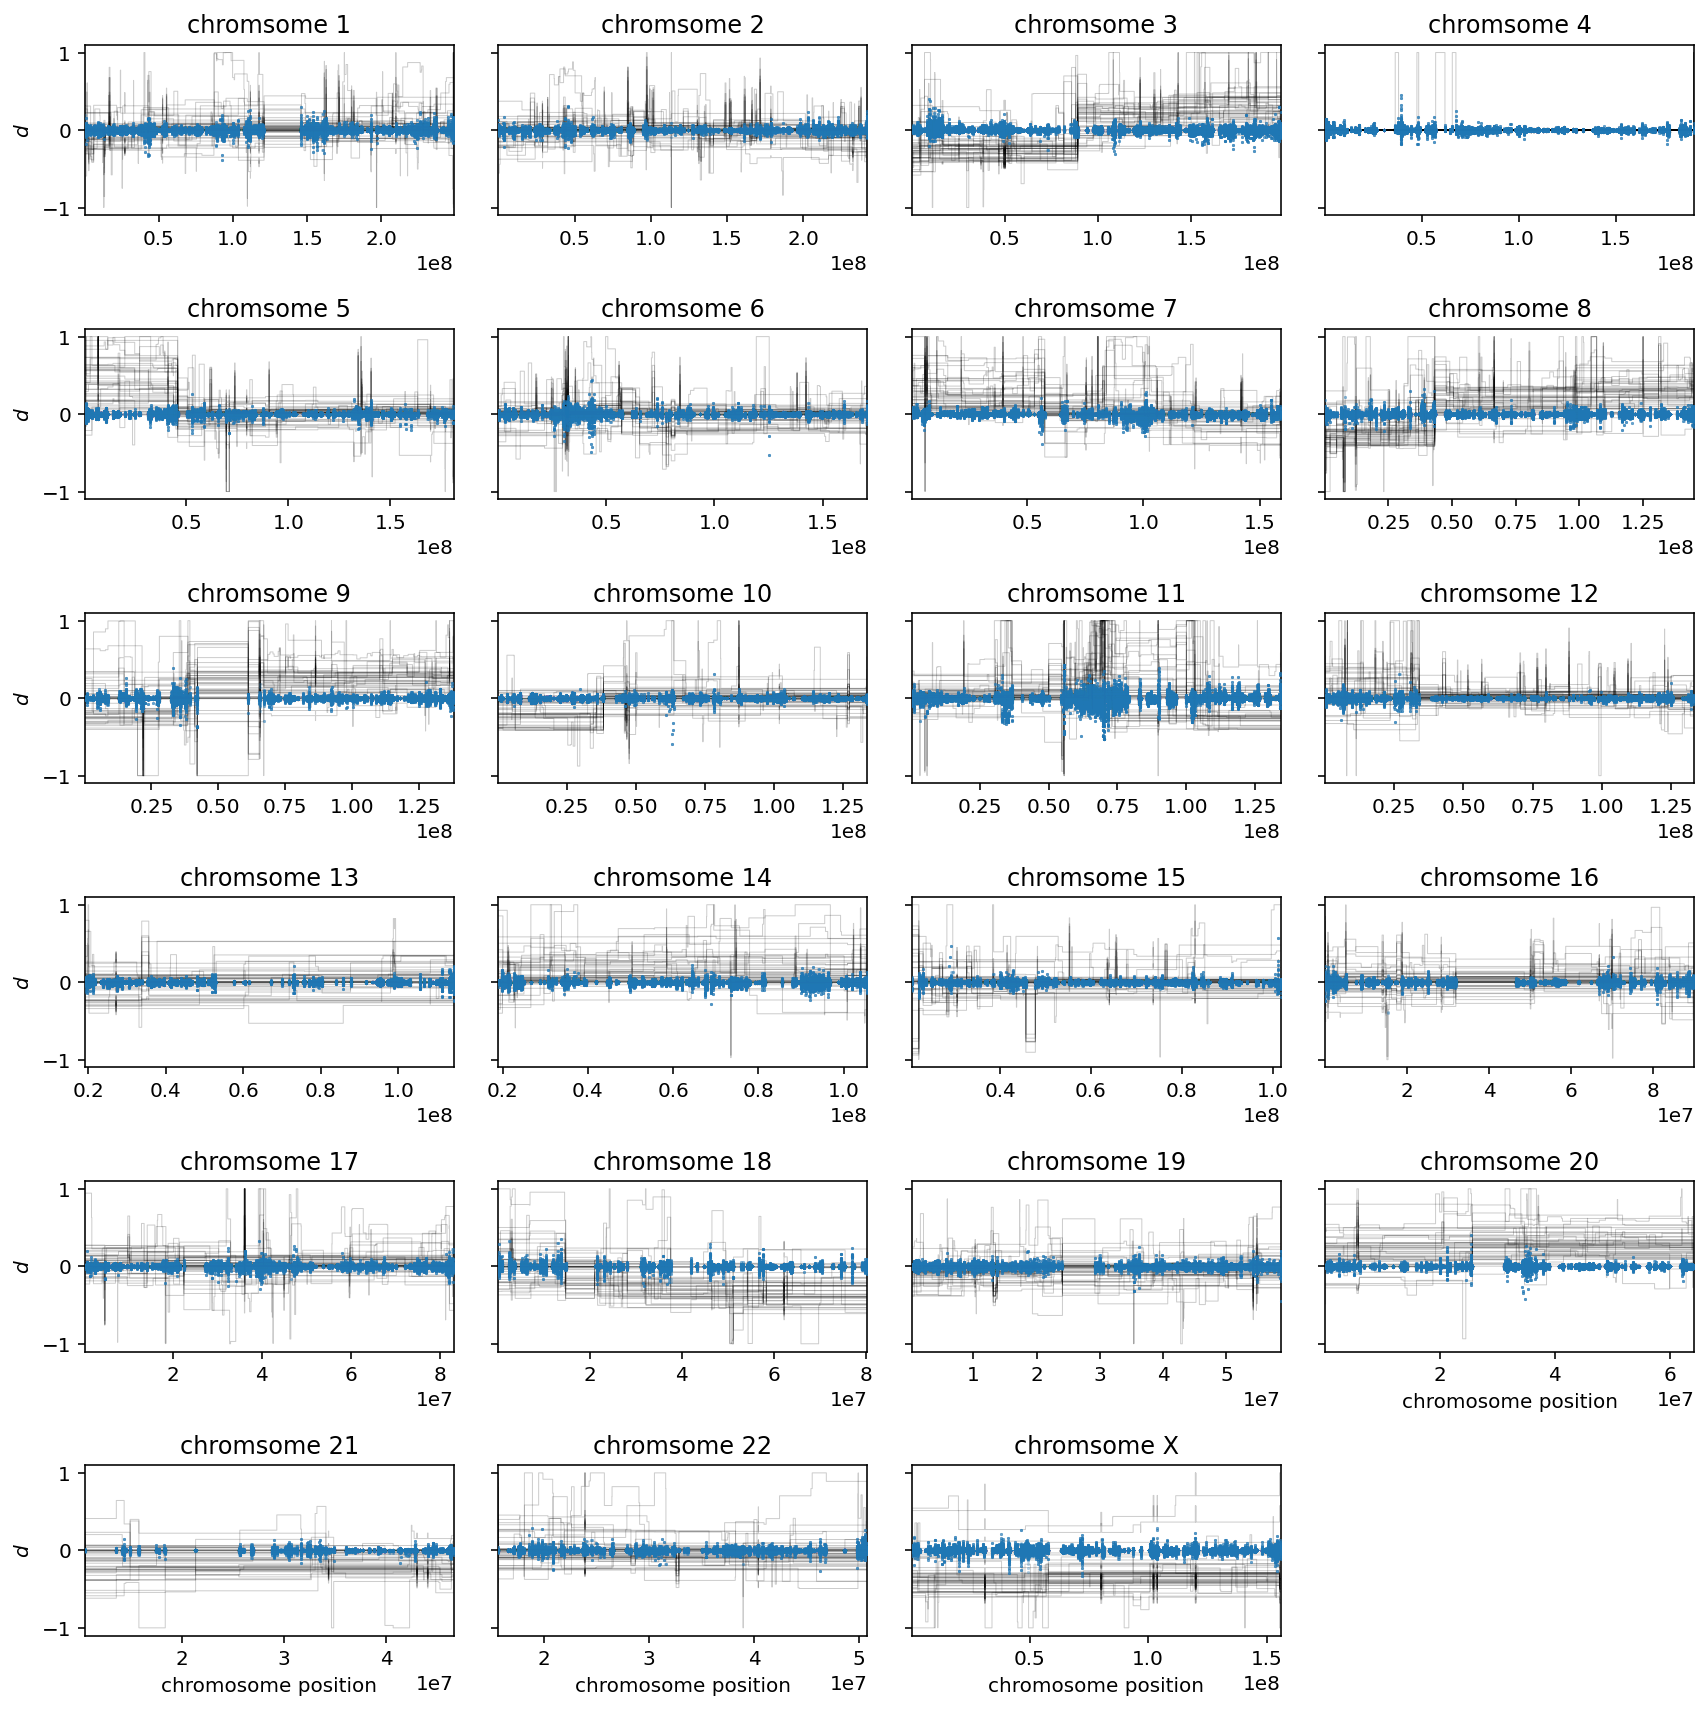 chromsome 1 chromsome 2 chromsome 3 chromsome 4
1
0
−1
d
0.5 1.0 1.5 2.0 0.5 1.0 1.5 2.0 0.5 1.0 1.5 0.5 1.0 1.5
1e8 1e8 1e8 1e8
chromsome 5 chromsome 6 chromsome 7 chromsome 8
1
0
−1
d
0.5 1.0 1.5 0.5 1.0 1.5 0.5 1.0 1.5 0.25 0.50 0.75 1.00 1.25
1e8 1e8 1e8 1e8
chromsome 9 chromsome 10 chromsome 11 chromsome 12
1
0
−1
d
0.25 0.50 0.75 1.00 1.25 0.25 0.50 0.75 1.00 1.25 0.25 0.50 0.75 1.00 1.25 0.25 0.50 0.75 1.00 1.25
1e8 1e8 1e8 1e8
chromsome 13 chromsome 14 chromsome 15 chromsome 16
1
0
−1
d
0.2 0.4 0.6 0.8 1.0 0.2 0.4 0.6 0.8 1.0 0.4 0.6 0.8 1.0 2 4 6 8
1e8 1e8 1e8 1e7
chromsome 17 chromsome 18 chromsome 19 chromsome 20
1
0
−1
d
2 4 6 8 2 4 6 8 1 2 3 4 5 2 4 6
1e7 1e7 1e7 chromosome position 1e7
chromsome 21 chromsome 22 chromsome X
1
0
−1
d
2 3 4 2 3 4 5 0.5 1.0 1.5
chromosome position 1e7 chromosome position 1e7 chromosome position 1e8